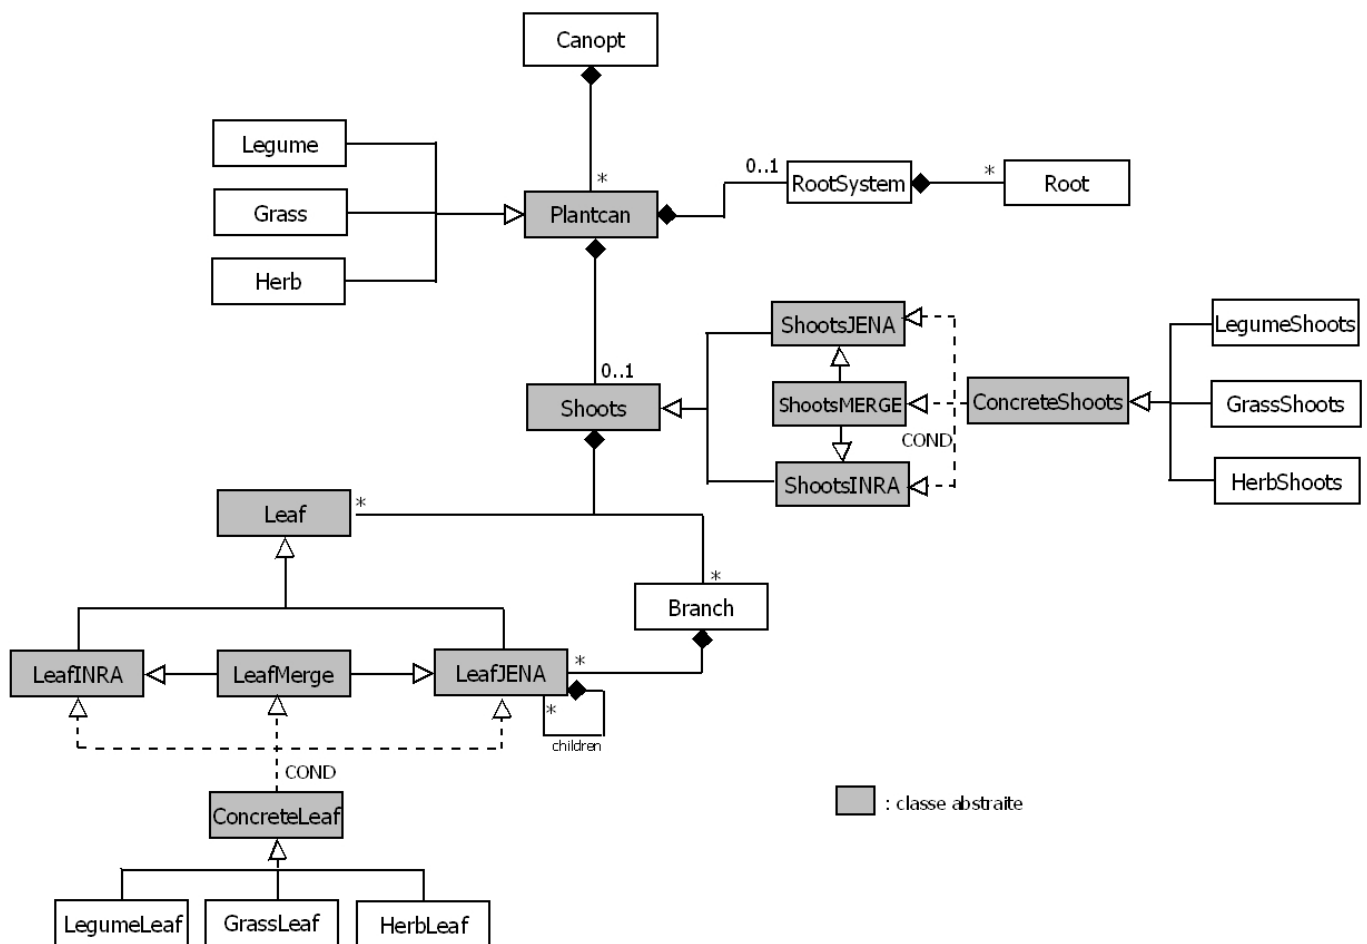 Canopt
Legume
Grass
Herb
*
Plantcan
0..1
RootSystem
*
Root
0..1
Shoots
ShootsJENA
ShootsMERGE
COND
ShootsINRA
ConcreteShoots
LegumeShoots
GrassShoots
HerbShoots
Leaf
*
*
Branch
LeafINRA
LeafMerge
LeafJENA
*
*
children
COND
ConcreteLeaf
: classe abstraite
LegumeLeaf
GrassLeaf
HerbLeaf